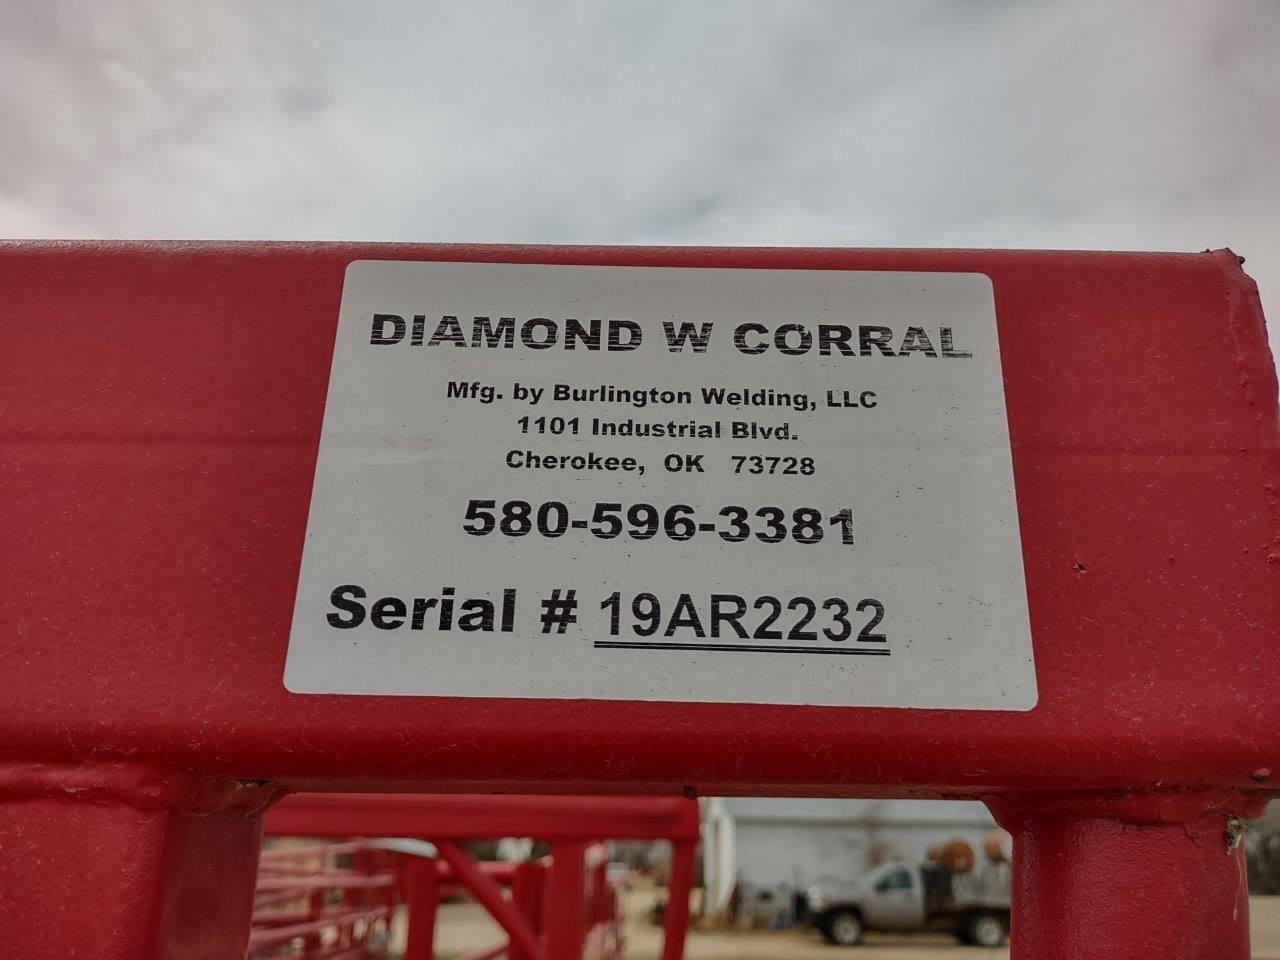 DIAMOND W CORRAL
Mfg. by Burlington Welding, LLC
1101 Industrial Blvd.
Cherokee, OK 73728
580-596-3381
Serial # 19AR2232